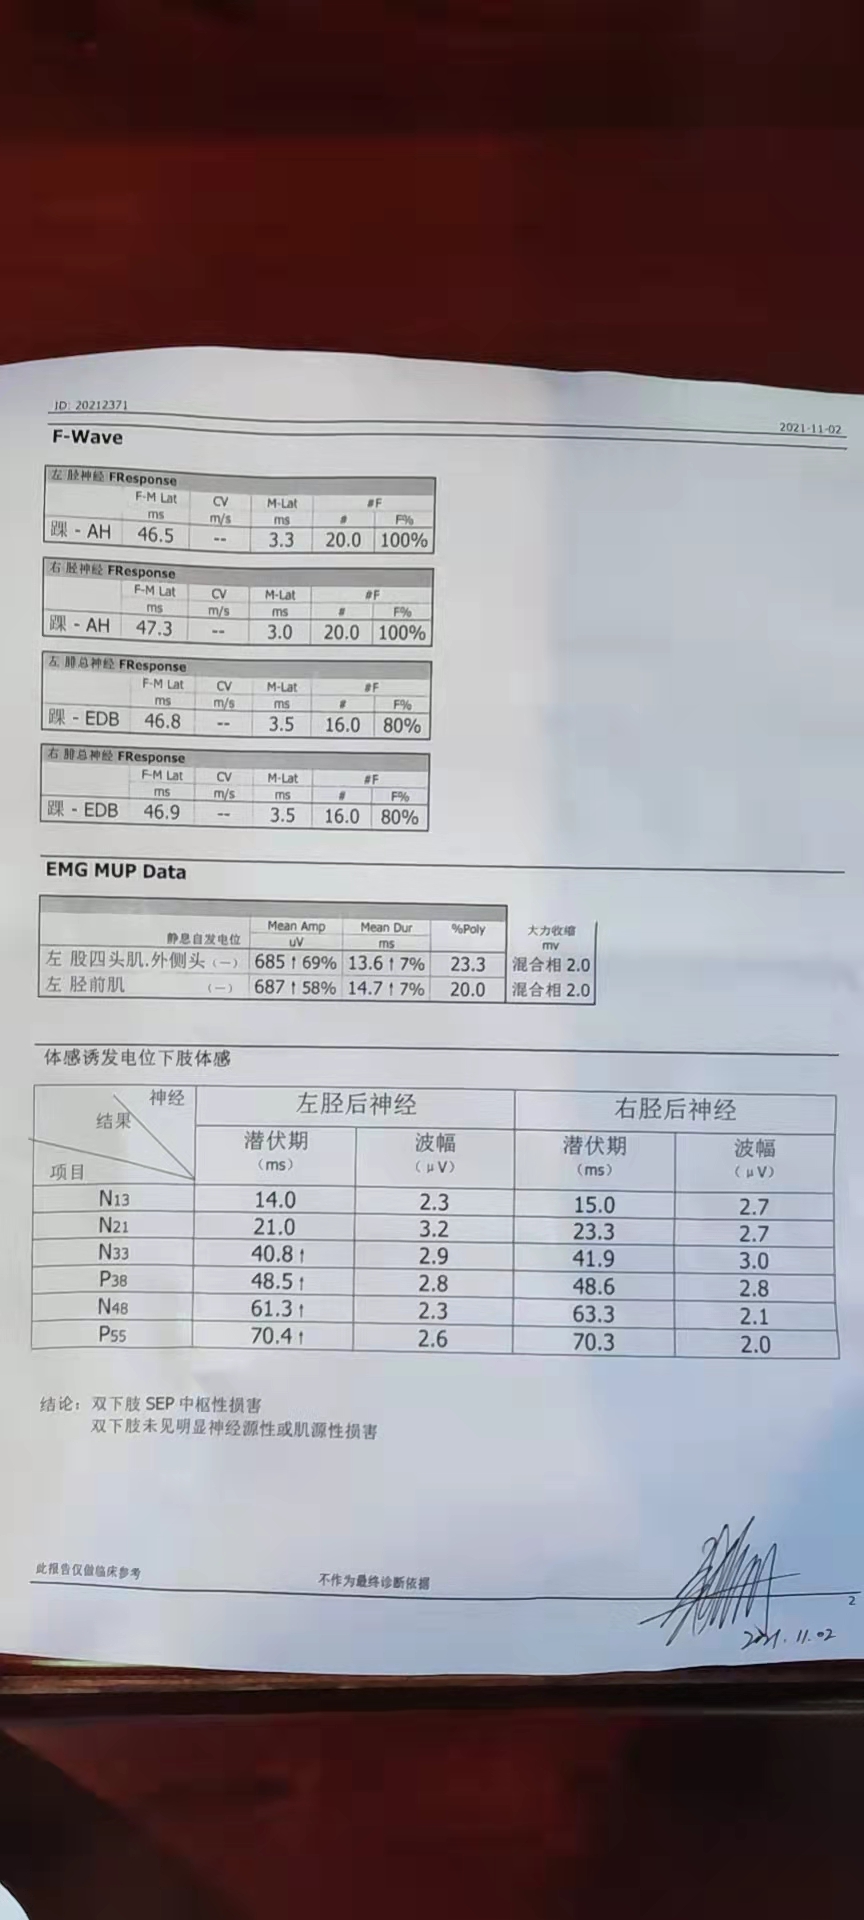 ID: 20212371
2021-11-02
F-Wave
左 胫神经 FResponse
F-M Lat CV M-Lat #F
ms m/s ms # F%
踝 - AH 46.5 -- 3.3 20.0 100%
右 胫神经 FResponse
F-M Lat CV M-Lat #F
ms m/s ms # F%
踝 - AH 47.3 -- 3.0 20.0 100%
左 腓总神经 FResponse
F-M Lat CV M-Lat #F
ms m/s ms # F%
踝 - EDB 46.8 -- 3.5 16.0 80%
右 腓总神经 FResponse
F-M Lat CV M-Lat #F
ms m/s ms # F%
踝 - EDB 46.9 -- 3.5 16.0 80%
EMG MUP Data
Mean Amp Mean Dur %Poly 大力收缩
静息自发电位 uV ms mv
左 股四头肌.外侧头 (—) 685↑69% 13.6↑7% 23.3 混合相 2.0
左 胫前肌 (—) 687↑58% 14.7↑7% 20.0 混合相 2.0
体感诱发电位下肢体感
神经 左胫后神经 右胫后神经
结果 潜伏期 波幅 潜伏期 波幅
项目 (ms) (μV) (ms) (μV)
N13 14.0 2.3 15.0 2.7
N21 21.0 3.2 23.3 2.7
N33 40.8↑ 2.9 41.9 3.0
P38 48.5↑ 2.8 48.6 2.8
N48 61.3↑ 2.3 63.3 2.1
P55 70.4↑ 2.6 70.3 2.0
结论：双下肢 SEP 中枢性损害
双下肢未见明显神经源性或肌源性损害
此报告仅做临床参考 不作为最终诊断依据
2
2021.11.02